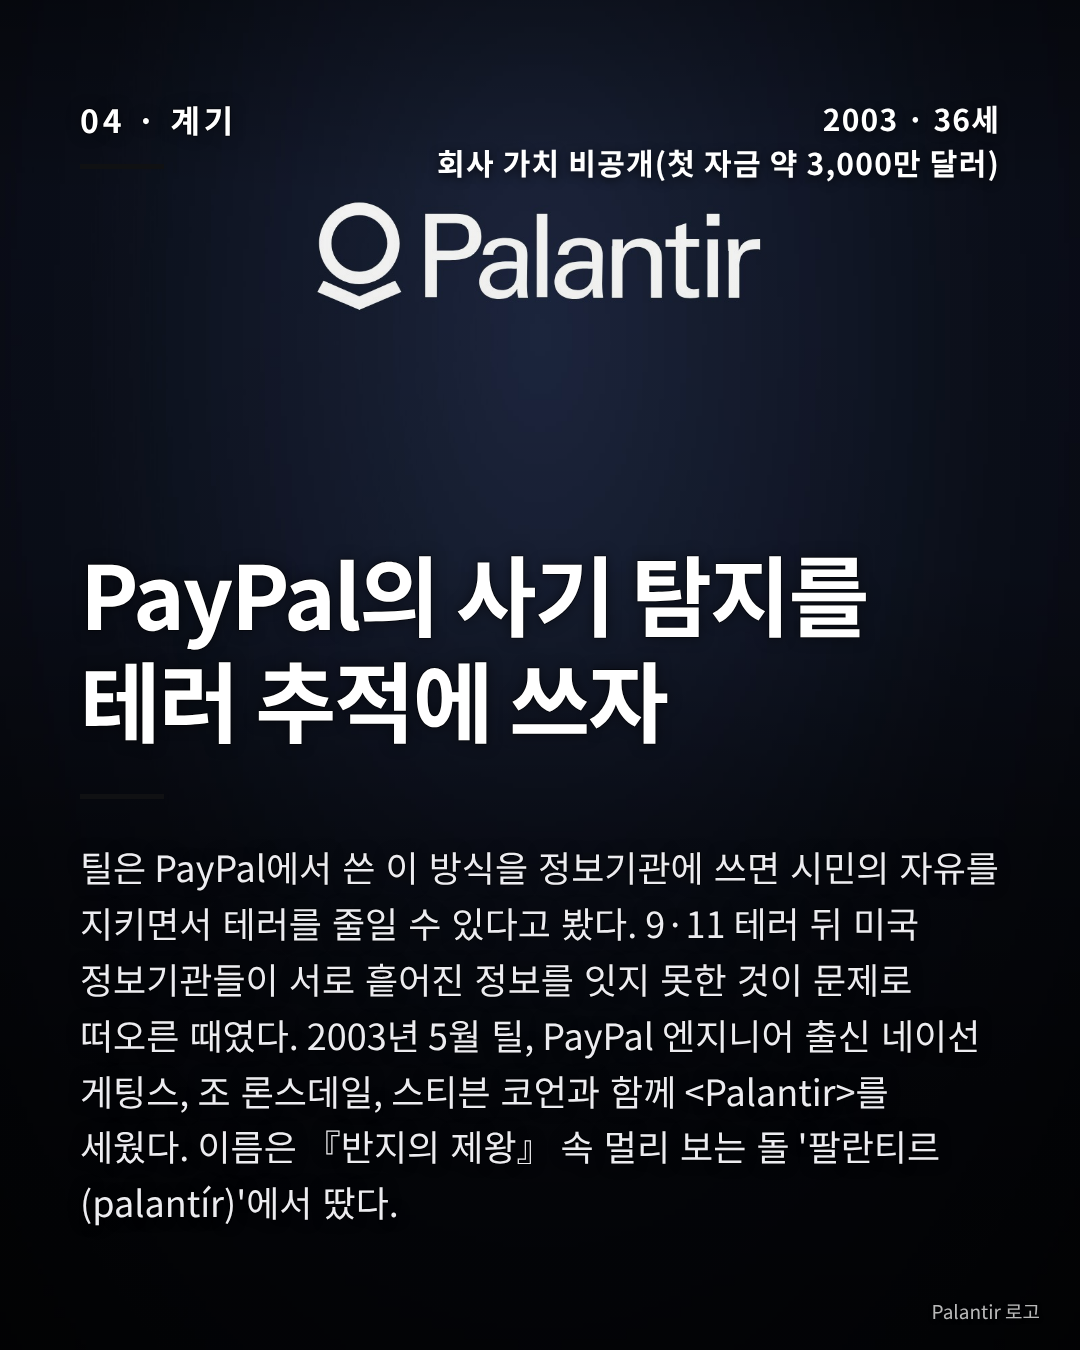 04 · 계기
2003 · 36세
회사 가치 비공개(첫 자금 약 3,000만 달러)
Palantir
PayPal의 사기 탐지를
테러 추적에 쓰자
틸은 PayPal에서 쓴 이 방식을 정보기관에 쓰면 시민의 자유를
지키면서 테러를 줄일 수 있다고 봤다. 9·11 테러 뒤 미국
정보기관들이 서로 흩어진 정보를 잇지 못한 것이 문제로
떠오른 때였다. 2003년 5월 틸, PayPal 엔지니어 출신 네이선
게팅스, 조 론스데일, 스티븐 코언과 함께 <Palantir>를
세웠다. 이름은 『반지의 제왕』 속 멀리 보는 돌 '팔란티르
(palantír)'에서 땄다.
Palantir 로고